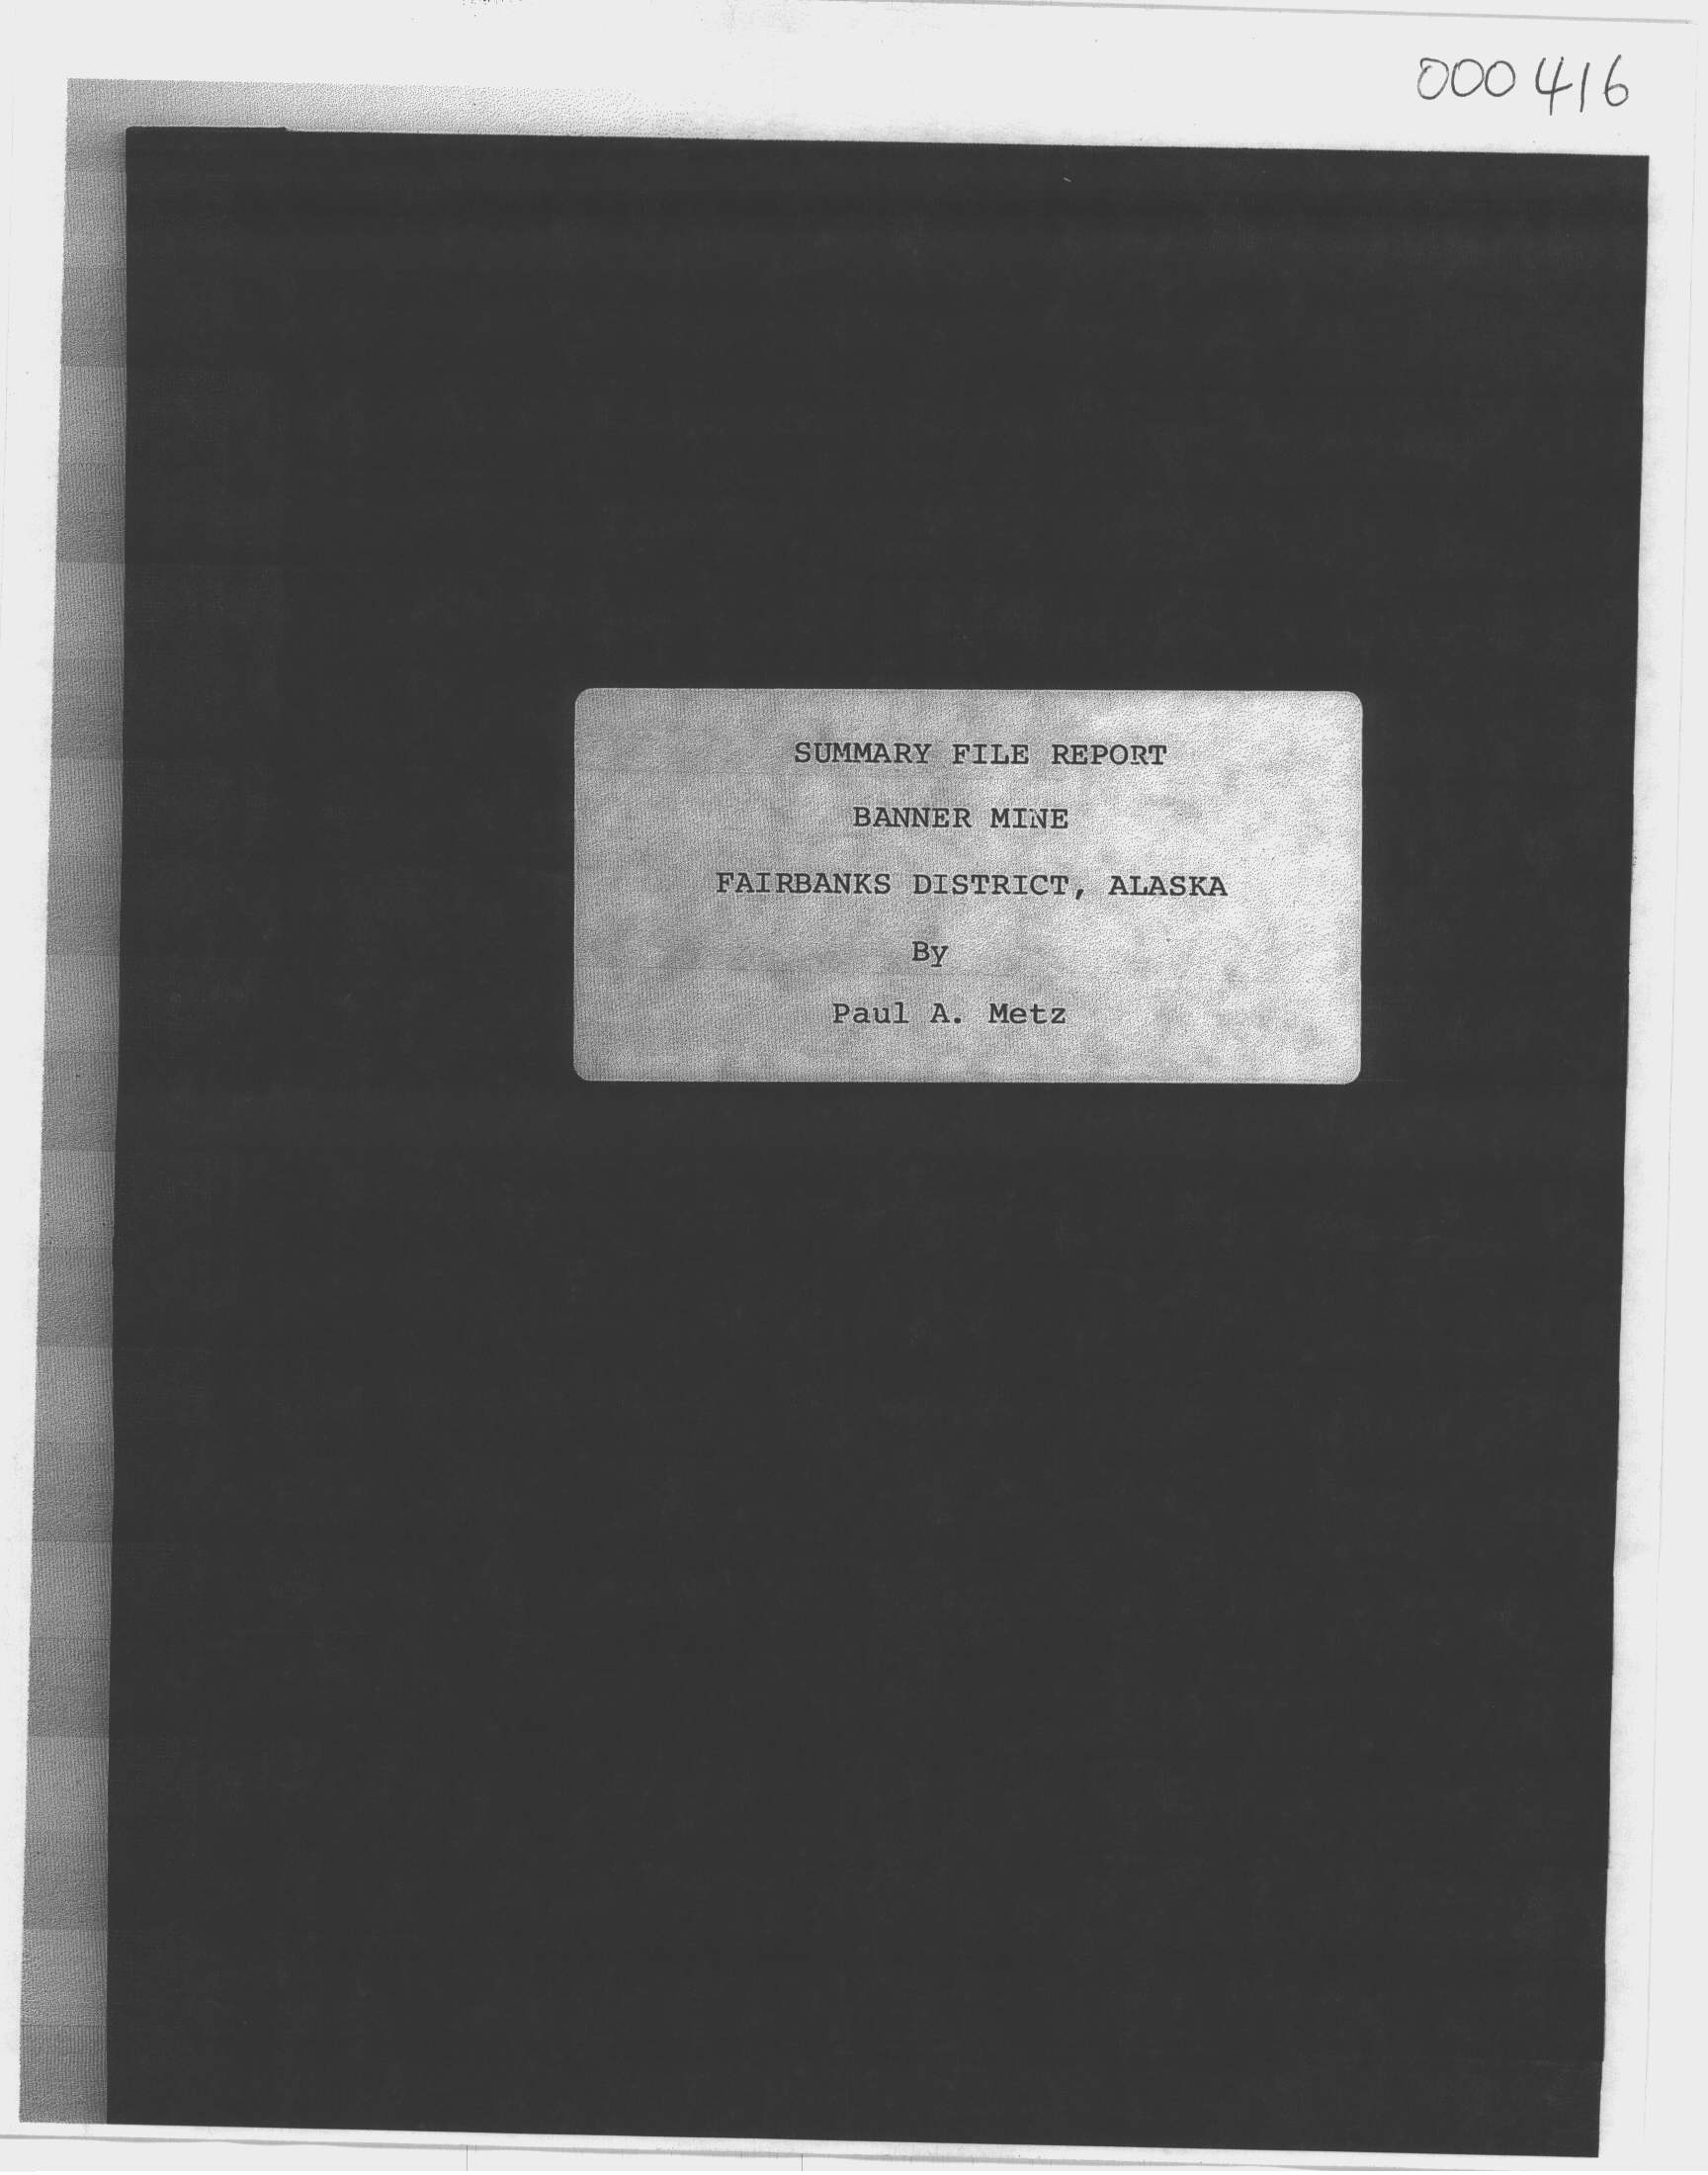 000416
SUMMARY FILE REPORT
BANNER MINE
FAIRBANKS DISTRICT, ALASKA
By
Paul A. Metz